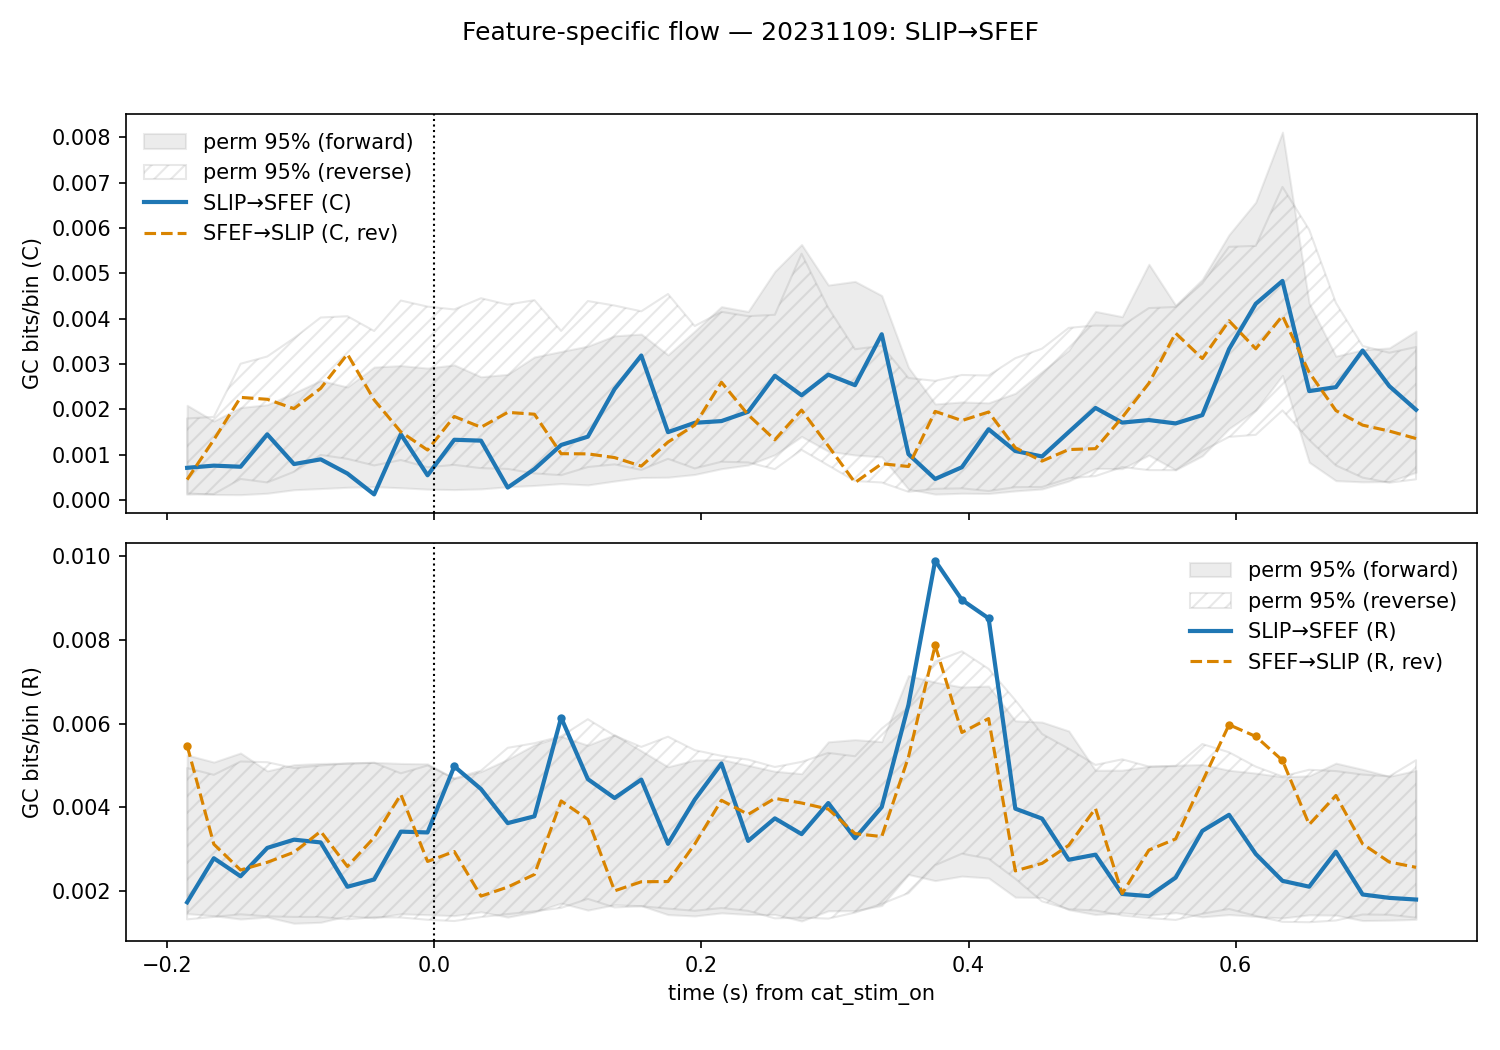 Feature-specific flow — 20231109: SLIP→SFEF
GC bits/bin (C)
0.008
0.007
0.006
0.005
0.004
0.003
0.002
0.001
0.000
perm 95% (forward)
perm 95% (reverse)
SLIP→SFEF (C)
SFEF→SLIP (C, rev)
GC bits/bin (R)
0.010
0.008
0.006
0.004
0.002
perm 95% (forward)
perm 95% (reverse)
SLIP→SFEF (R)
SFEF→SLIP (R, rev)
−0.2 0.0 0.2 0.4 0.6
time (s) from cat_stim_on